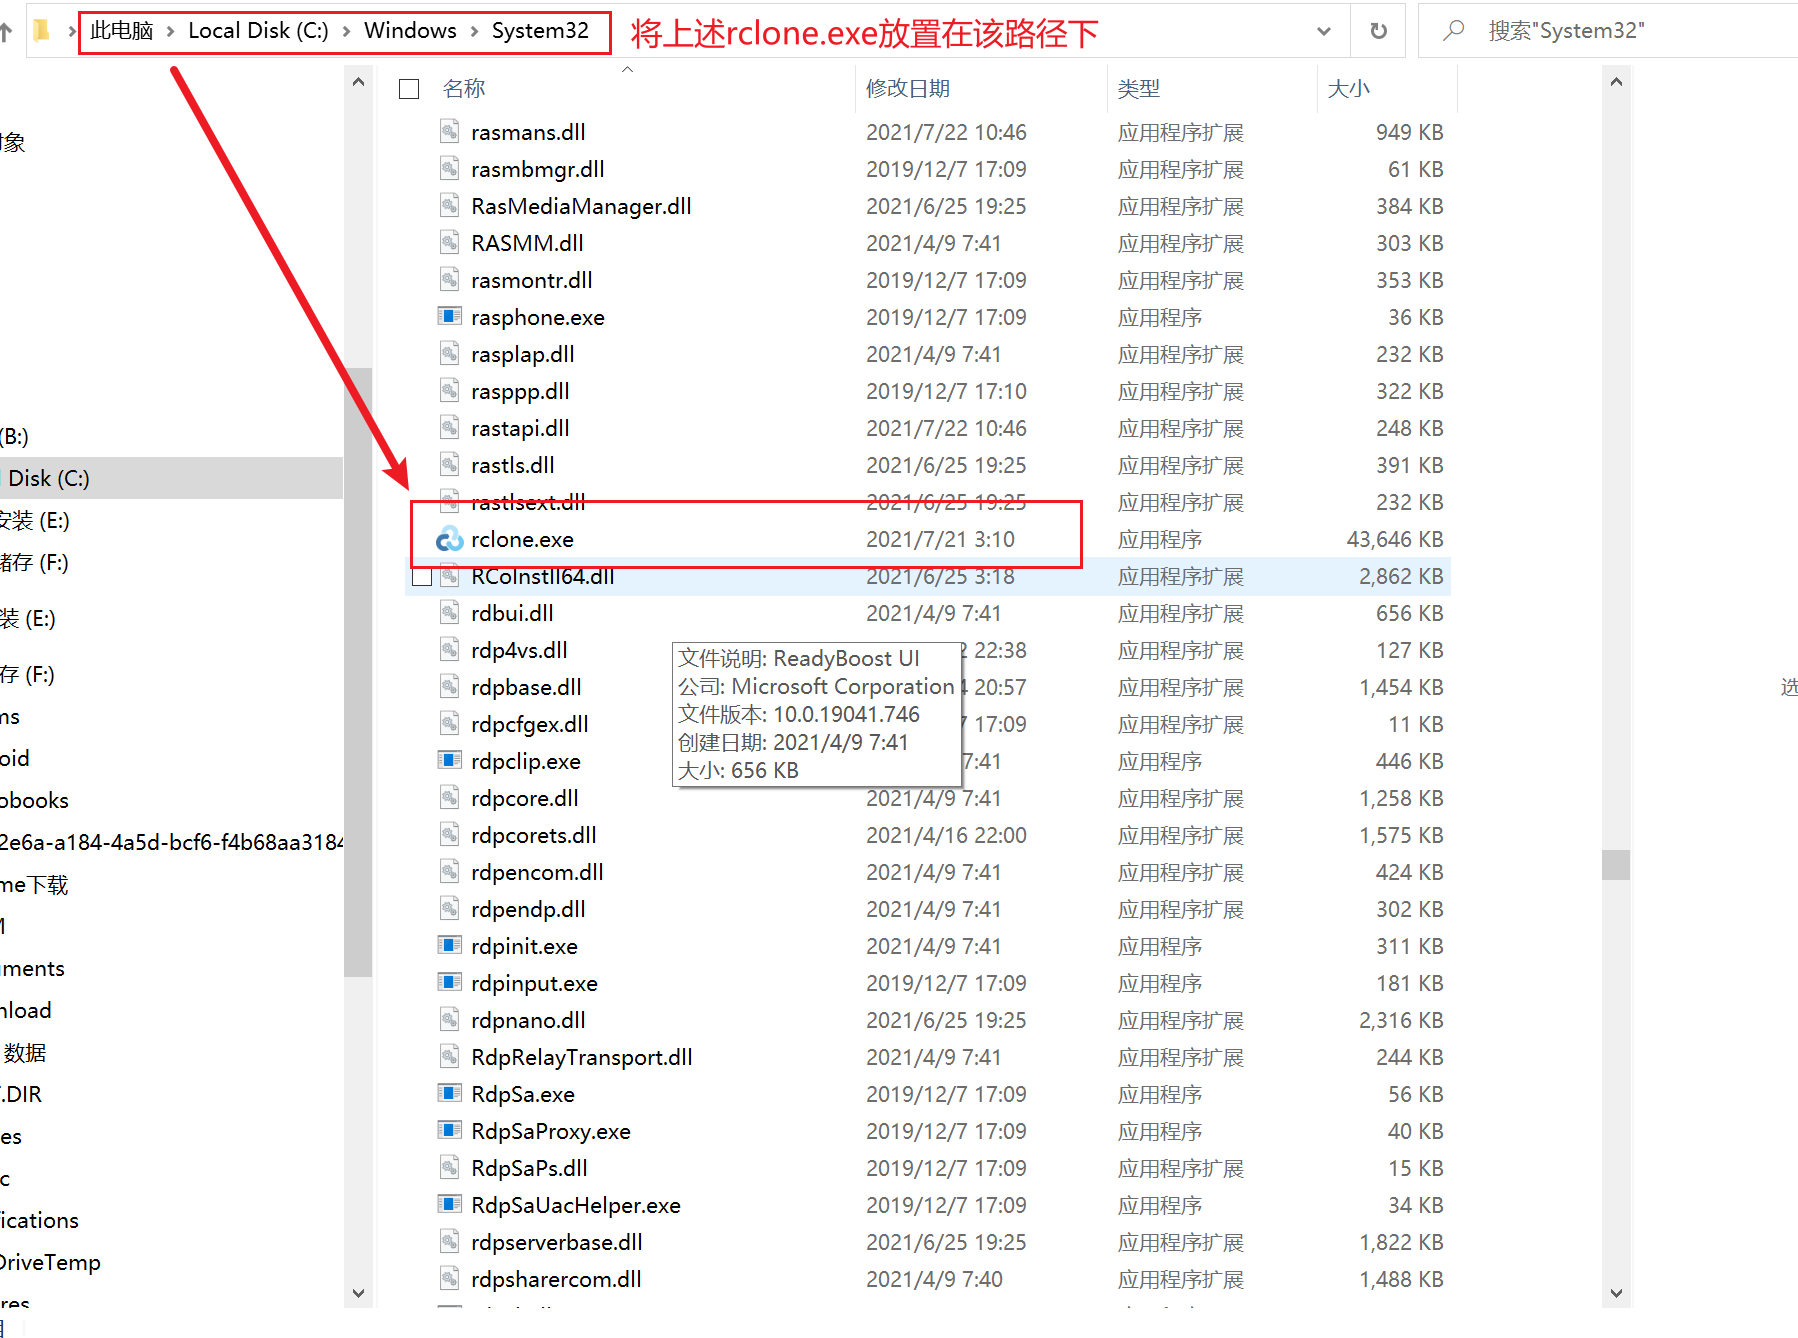 此电脑 > Local Disk (C:) > Windows > System32
将上述rclone.exe放置在该路径下
搜索"System32"
对象
(B:)
Disk (C:)
安装 (E:)
储存 (F:)
装 (E:)
存 (F:)
ms
oid
obooks
2e6a-a184-4a5d-bcf6-f4b68aa3184
me下载
uments
nload
数据
.DIR
es
c
ications
DriveTemp
res
名称 修改日期 类型 大小
rasmans.dll 2021/7/22 10:46 应用程序扩展 949 KB
rasmbmgr.dll 2019/12/7 17:09 应用程序扩展 61 KB
RasMediaManager.dll 2021/6/25 19:25 应用程序扩展 384 KB
RASMM.dll 2021/4/9 7:41 应用程序扩展 303 KB
rasmontr.dll 2019/12/7 17:09 应用程序扩展 353 KB
rasphone.exe 2019/12/7 17:09 应用程序 36 KB
rasplap.dll 2021/4/9 7:41 应用程序扩展 232 KB
rasppp.dll 2019/12/7 17:10 应用程序扩展 322 KB
rastapi.dll 2021/7/22 10:46 应用程序扩展 248 KB
rastls.dll 2021/6/25 19:25 应用程序扩展 391 KB
rastlsext.dll 2021/6/25 19:25 应用程序扩展 232 KB
rclone.exe 2021/7/21 3:10 应用程序 43,646 KB
RCoInstII64.dll 2021/6/25 3:18 应用程序扩展 2,862 KB
rdbui.dll 2021/4/9 7:41 应用程序扩展 656 KB
rdp4vs.dll 2 22:38 应用程序扩展 127 KB
rdpbase.dll 4 20:57 应用程序扩展 1,454 KB
rdpcfgex.dll 7 17:09 应用程序扩展 11 KB
rdpclip.exe 7:41 应用程序 446 KB
rdpcore.dll 2021/4/9 7:41 应用程序扩展 1,258 KB
rdpcorets.dll 2021/4/16 22:00 应用程序扩展 1,575 KB
rdpencom.dll 2021/4/9 7:41 应用程序扩展 424 KB
rdpendp.dll 2021/4/9 7:41 应用程序扩展 302 KB
rdpinit.exe 2021/4/9 7:41 应用程序 311 KB
rdpinput.exe 2019/12/7 17:09 应用程序 181 KB
rdpnano.dll 2021/6/25 19:25 应用程序扩展 2,316 KB
RdpRelayTransport.dll 2021/4/9 7:41 应用程序扩展 244 KB
RdpSa.exe 2019/12/7 17:09 应用程序 56 KB
RdpSaProxy.exe 2019/12/7 17:09 应用程序 40 KB
RdpSaPs.dll 2019/12/7 17:09 应用程序扩展 15 KB
RdpSaUacHelper.exe 2019/12/7 17:09 应用程序 34 KB
rdpserverbase.dll 2021/6/25 19:25 应用程序扩展 1,822 KB
rdpsharercom.dll 2021/4/9 7:40 应用程序扩展 1,488 KB
文件说明: ReadyBoost UI
公司: Microsoft Corporation
文件版本: 10.0.19041.746
创建日期: 2021/4/9 7:41
大小: 656 KB
选